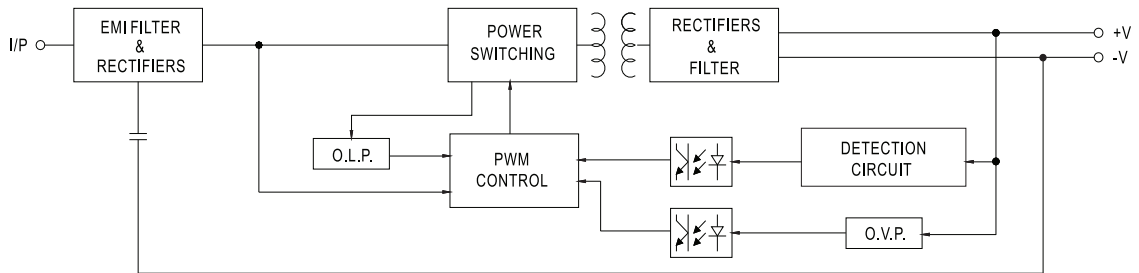 I/P
EMI FILTER
&
RECTIFIERS
POWER
SWITCHING
RECTIFIERS
&
FILTER
+V
-V
O.L.P.
PWM
CONTROL
DETECTION
CIRCUIT
O.V.P.